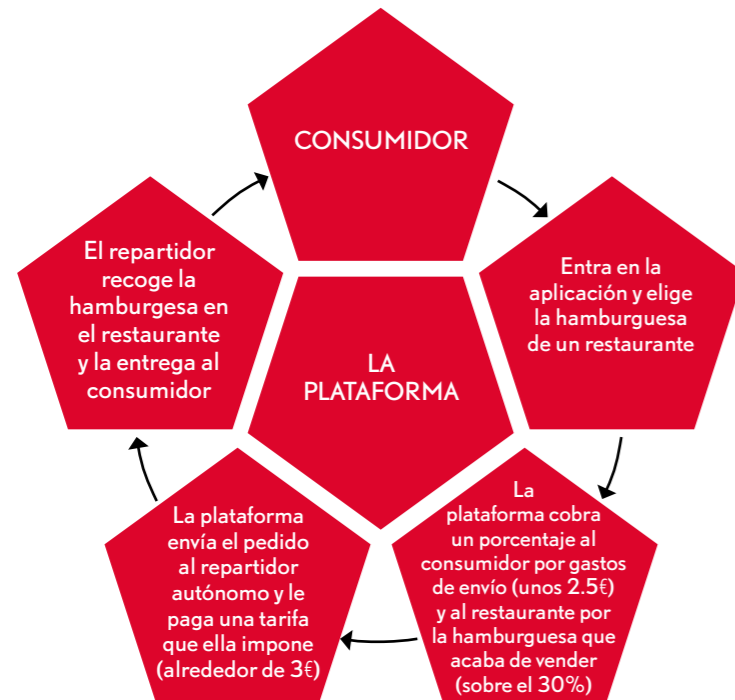 CONSUMIDOR
Entra en la
aplicación y elige
la hamburguesa
de un restaurante
La
plataforma cobra
un porcentaje al
consumidor por gastos
de envío (unos 2.5€)
y al restaurante por
la hamburguesa que
acaba de vender
(sobre el 30%)
La plataforma
envía el pedido
al repartidor
autónomo y le
paga una tarifa
que ella impone
(alrededor de 3€)
El repartidor
recoge la
hamburgesa en
el restaurante
y la entrega al
consumidor
LA
PLATAFORMA